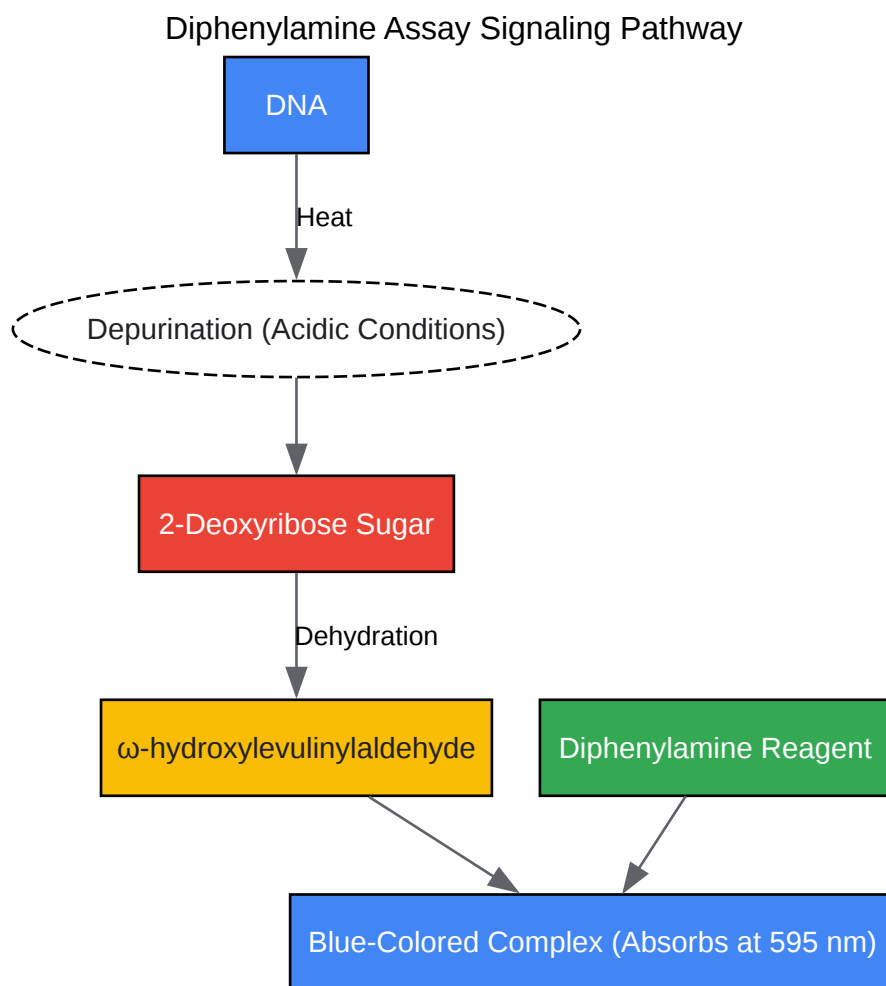 Diphenylamine Assay Signaling Pathway
DNA
Heat
Depurination (Acidic Conditions)
2-Deoxyribose Sugar
Dehydration
ω-hydroxylevulinylaldehyde
Diphenylamine Reagent
Blue-Colored Complex (Absorbs at 595 nm)